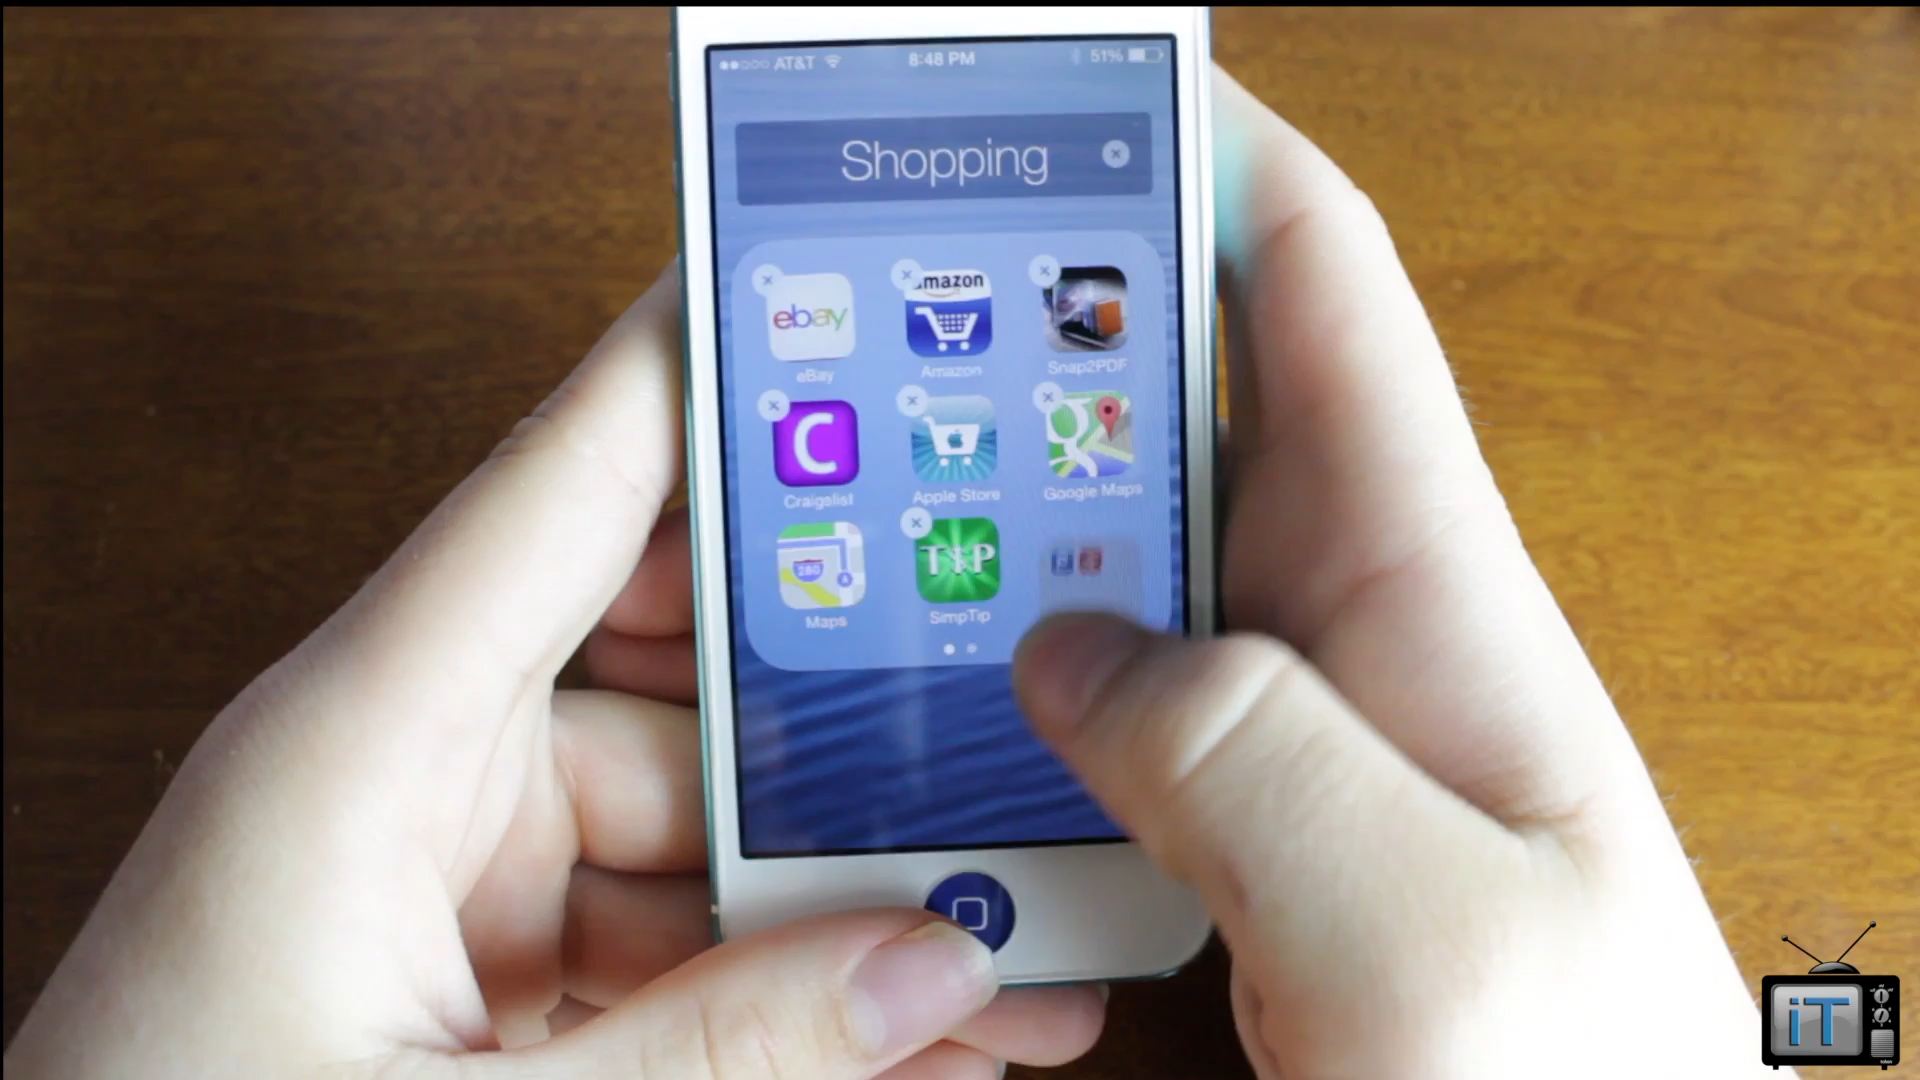 AT&T 8:48 PM 51%
Shopping
ebay amazon
eBay Amazon Snap2PDF
C
Craigslist Apple Store Google Maps
280 TIP
Maps SimpTip
iT